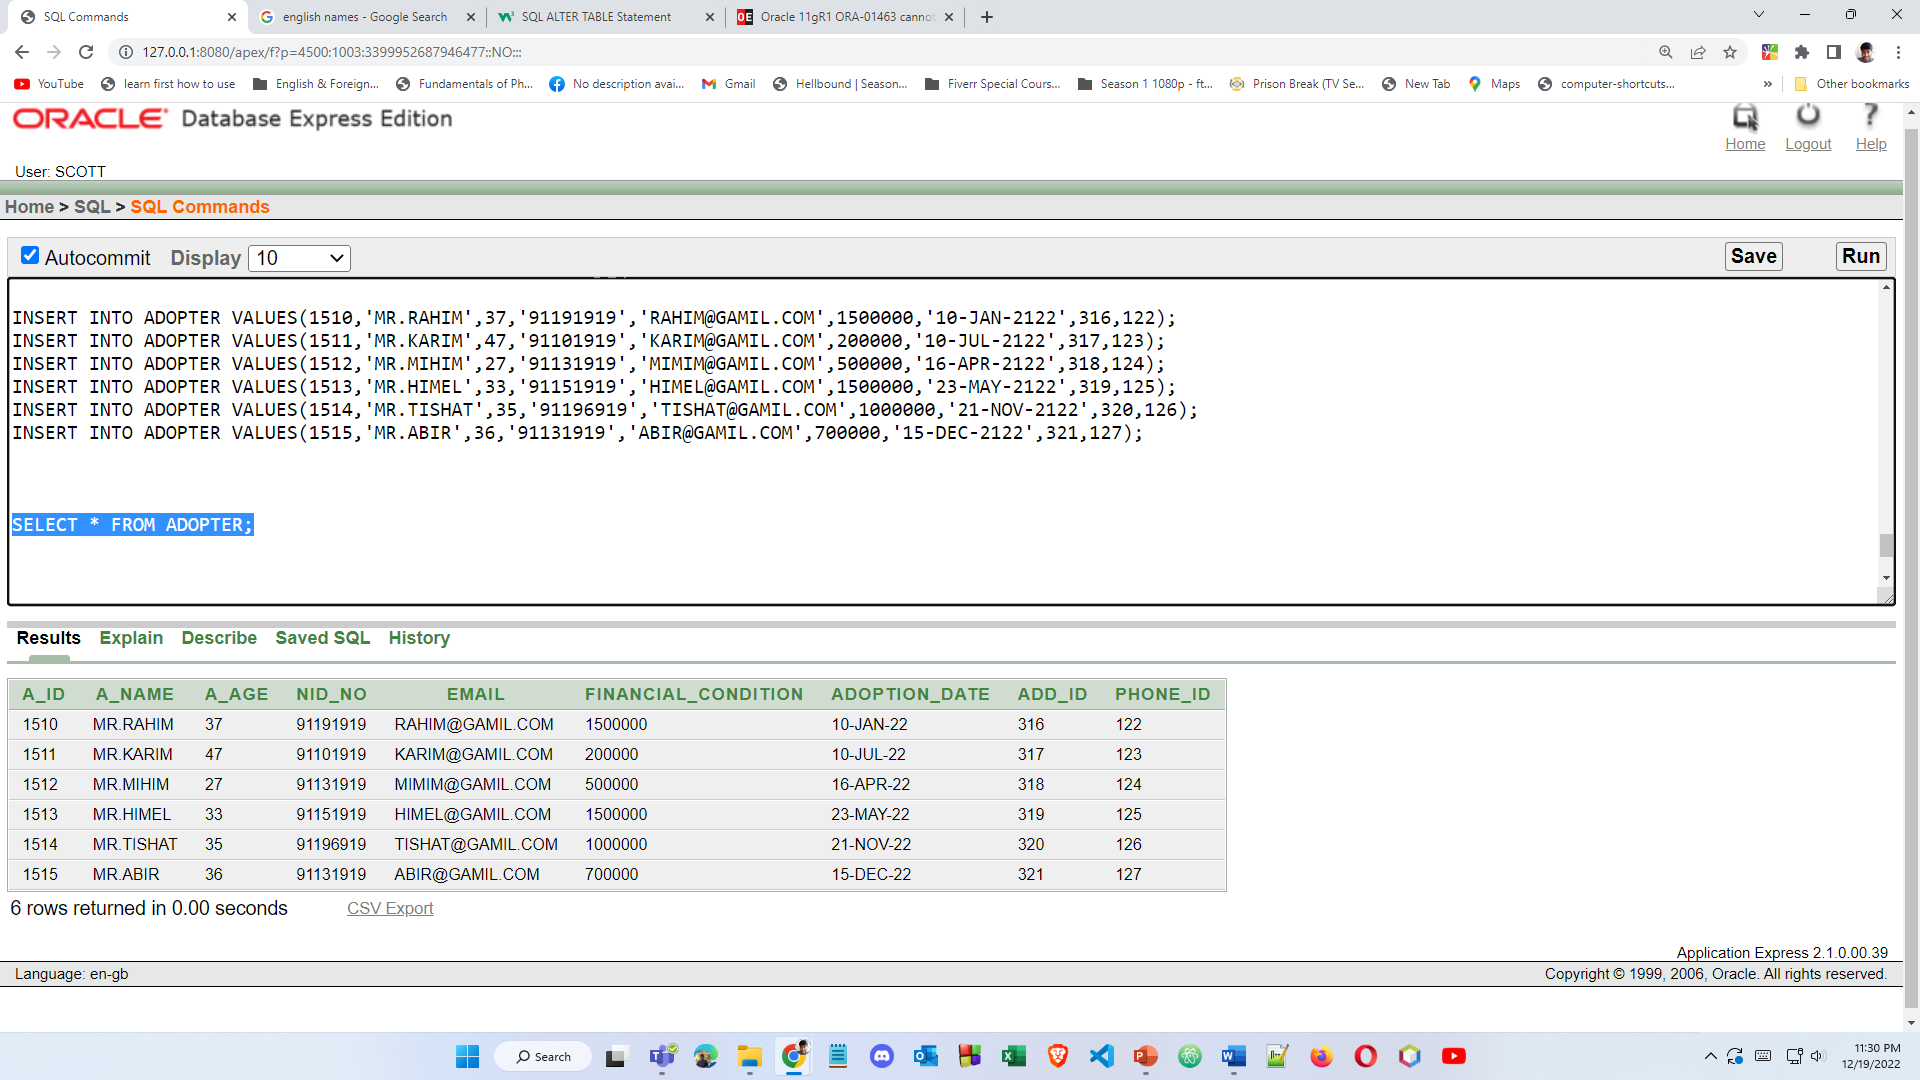 SQL Commands
english names - Google Search
SQL ALTER TABLE Statement
Oracle 11gR1 ORA-01463 cannot
127.0.0.1:8080/apex/f?p=4500:1003:3399952687946477::NO:::
YouTube
learn first how to use
English & Foreign...
Fundamentals of Ph...
No description avai...
Gmail
Hellbound | Season...
Fiverr Special Cours...
Season 1 1080p - ft...
Prison Break (TV Se...
New Tab
Maps
computer-shortcuts...
»
Other bookmarks
ORACLE Database Express Edition
Home
Logout
Help
User: SCOTT
Home > SQL > SQL Commands
Autocommit Display 10
Save
Run
INSERT INTO ADOPTER VALUES(1510,'MR.RAHIM',37,'91191919','RAHIM@GAMIL.COM',1500000,'10-JAN-2122',316,122);
INSERT INTO ADOPTER VALUES(1511,'MR.KARIM',47,'91101919','KARIM@GAMIL.COM',200000,'10-JUL-2122',317,123);
INSERT INTO ADOPTER VALUES(1512,'MR.MIHIM',27,'91131919','MIMIM@GAMIL.COM',500000,'16-APR-2122',318,124);
INSERT INTO ADOPTER VALUES(1513,'MR.HIMEL',33,'91151919','HIMEL@GAMIL.COM',1500000,'23-MAY-2122',319,125);
INSERT INTO ADOPTER VALUES(1514,'MR.TISHAT',35,'91196919','TISHAT@GAMIL.COM',1000000,'21-NOV-2122',320,126);
INSERT INTO ADOPTER VALUES(1515,'MR.ABIR',36,'91131919','ABIR@GAMIL.COM',700000,'15-DEC-2122',321,127);
SELECT * FROM ADOPTER;
Results Explain Describe Saved SQL History
A_ID A_NAME A_AGE NID_NO EMAIL FINANCIAL_CONDITION ADOPTION_DATE ADD_ID PHONE_ID
1510 MR.RAHIM 37 91191919 RAHIM@GAMIL.COM 1500000 10-JAN-22 316 122
1511 MR.KARIM 47 91101919 KARIM@GAMIL.COM 200000 10-JUL-22 317 123
1512 MR.MIHIM 27 91131919 MIMIM@GAMIL.COM 500000 16-APR-22 318 124
1513 MR.HIMEL 33 91151919 HIMEL@GAMIL.COM 1500000 23-MAY-22 319 125
1514 MR.TISHAT 35 91196919 TISHAT@GAMIL.COM 1000000 21-NOV-22 320 126
1515 MR.ABIR 36 91131919 ABIR@GAMIL.COM 700000 15-DEC-22 321 127
6 rows returned in 0.00 seconds CSV Export
Application Express 2.1.0.00.39
Language: en-gb
Copyright © 1999, 2006, Oracle. All rights reserved.
Search
11:30 PM
12/19/2022